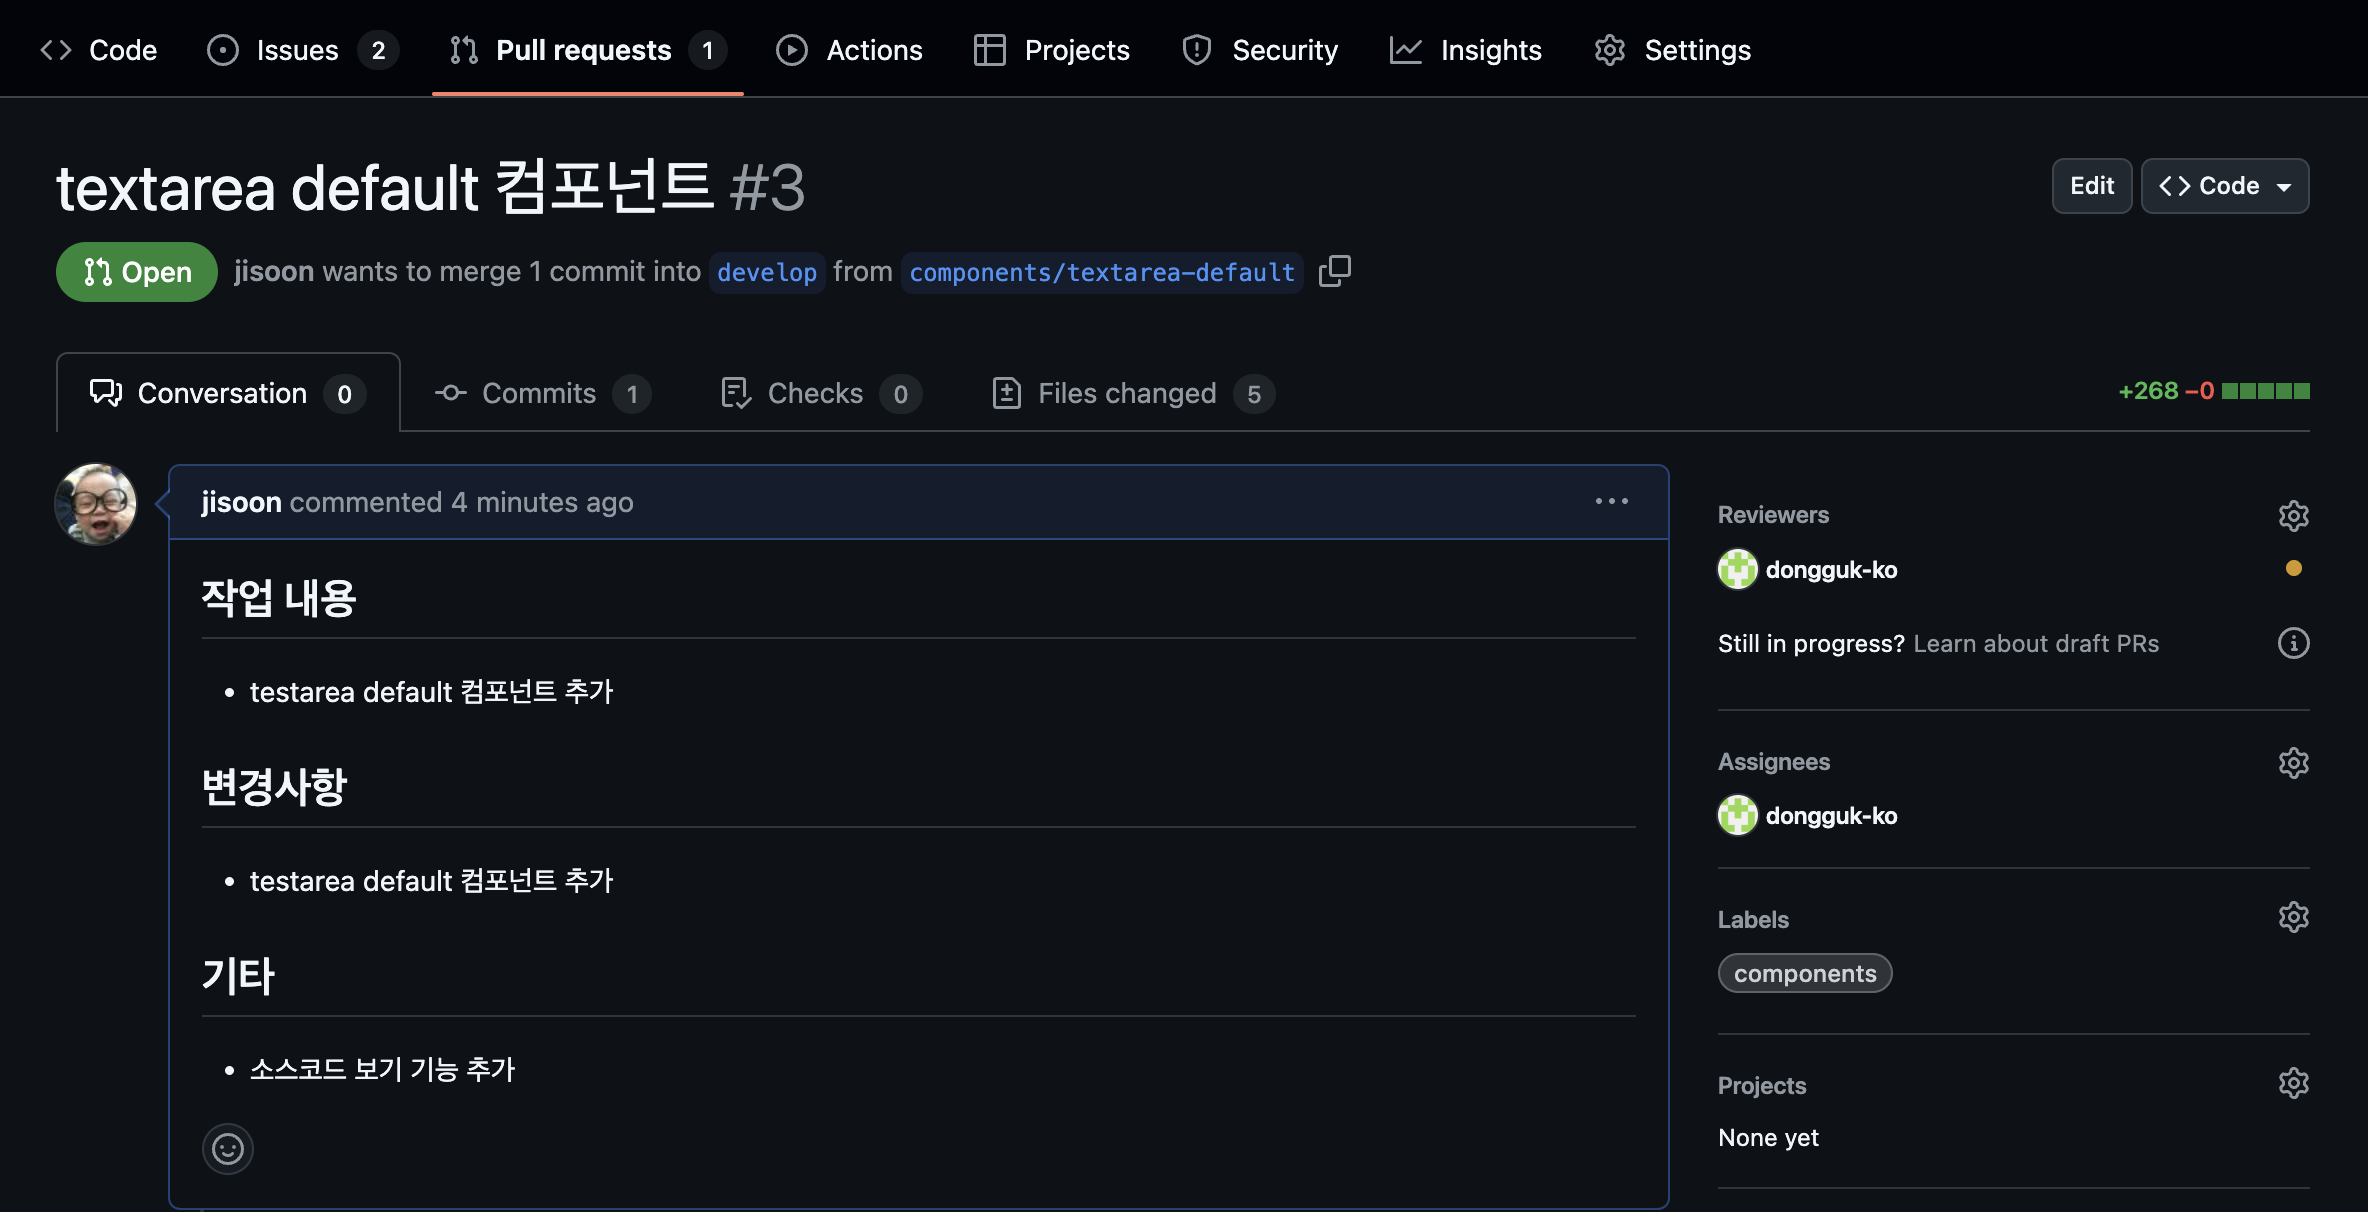 Code Issues 2 Pull requests 1 Actions Projects Security Insights Settings
textarea default 컴포넌트 #3
Edit
Code
Open
jisoon wants to merge 1 commit into develop from components/textarea-default
Conversation 0 Commits 1 Checks 0 Files changed 5
+268 −0
jisoon commented 4 minutes ago
작업 내용
• testarea default 컴포넌트 추가
변경사항
• testarea default 컴포넌트 추가
기타
• 소스코드 보기 기능 추가
Reviewers
dongguk-ko
Still in progress? Learn about draft PRs
Assignees
dongguk-ko
Labels
components
Projects
None yet